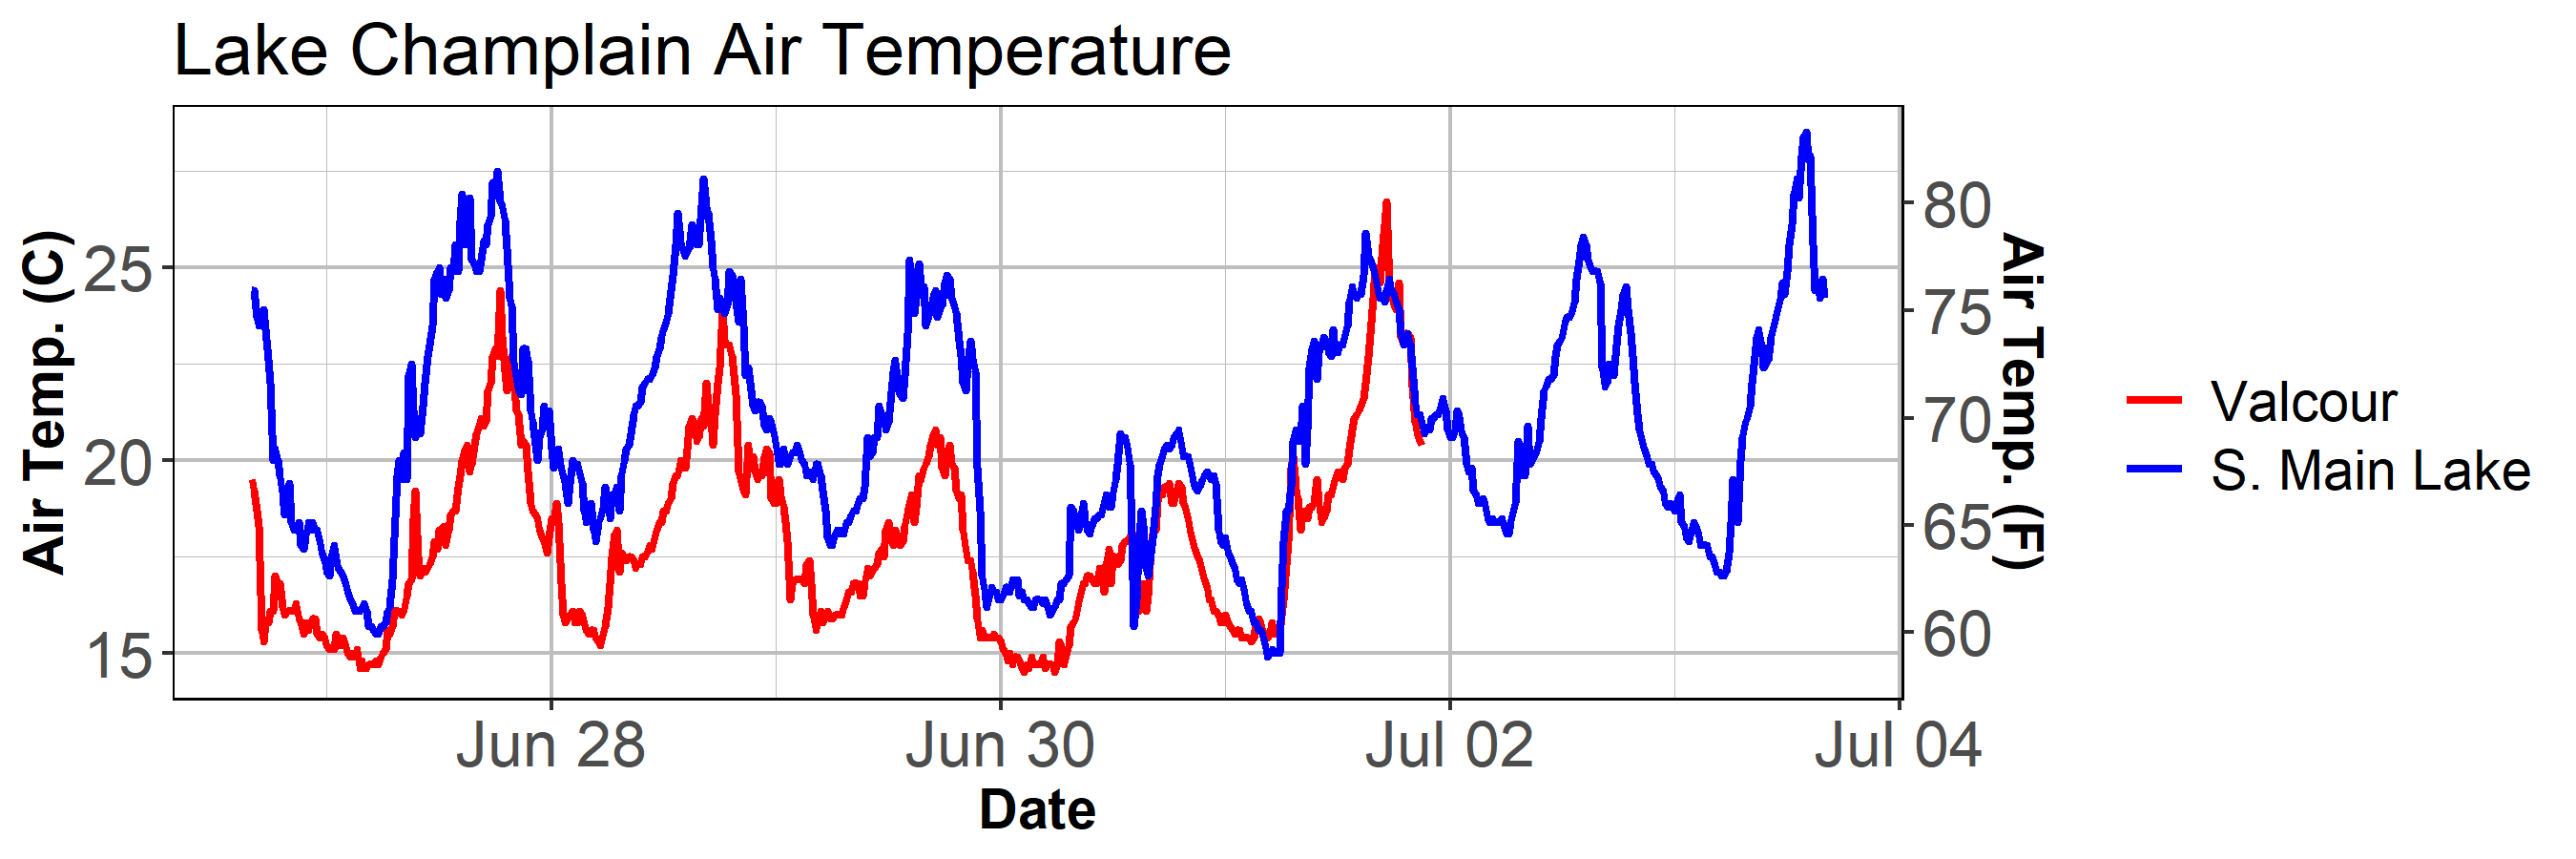 Lake Champlain Air Temperature
Air Temp. (C)
25
20
15
80
75
70
65
60
Air Temp. (F)
Valcour
S. Main Lake
Jun 28
Jun 30
Jul 02
Jul 04
Date